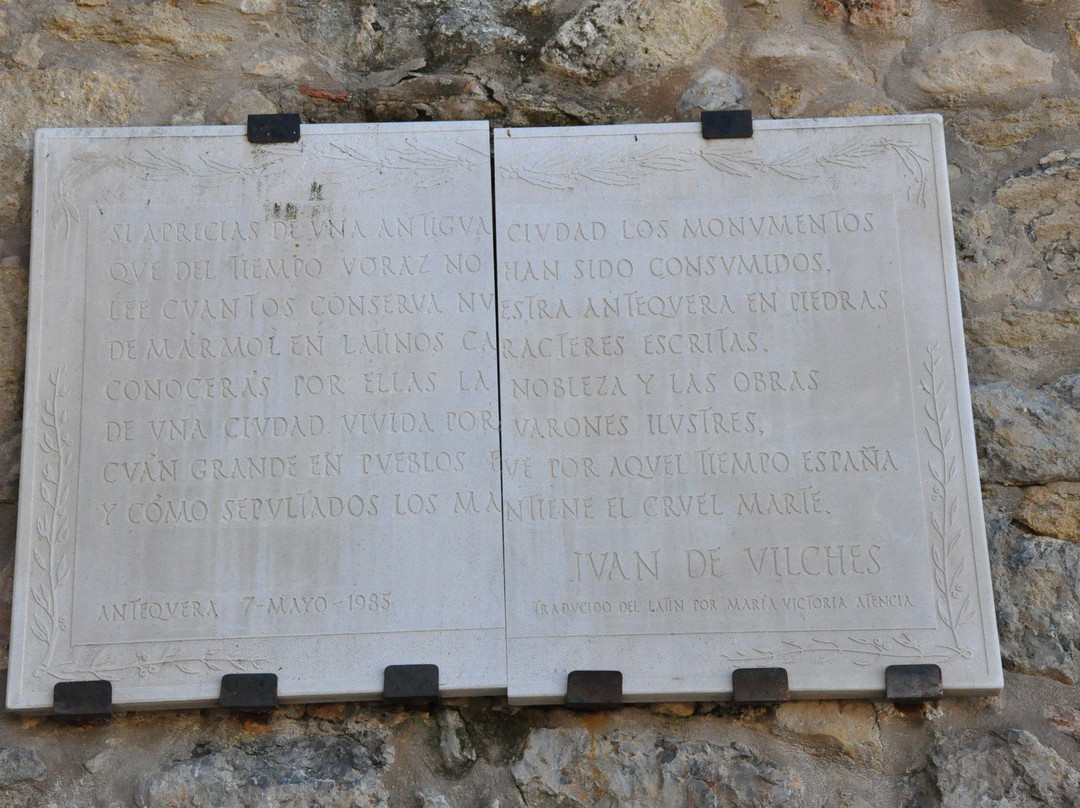 SI APRECIAS DE VNA ANTIGVA CIVDAD LOS MONVMENTOS
QVE DEL TIEMPO VORAZ NO HAN SIDO CONSVMIDOS,
LEE CVANTOS CONSERVA NVESTRA ANTEQVERA EN PIEDRAS
DE MÁRMOL EN LATINOS CARACTERES ESCRITAS.
CONOCERÁS POR ELLAS LA NOBLEZA Y LAS OBRAS
DE VNA CIVDAD VIVIDA POR VARONES ILVSTRES,
CVÁN GRANDE EN PVEBLOS FVE POR AQVEL TIEMPO ESPAÑA
Y CÓMO SEPVLTADOS LOS MANTIENE EL CRVEL MARTE.
IVAN DE VILCHES
ANTEQVERA 7-MAYO-1985
TRADVCIDO DEL LATIN POR MARÍA VICTORIA ATENCIA